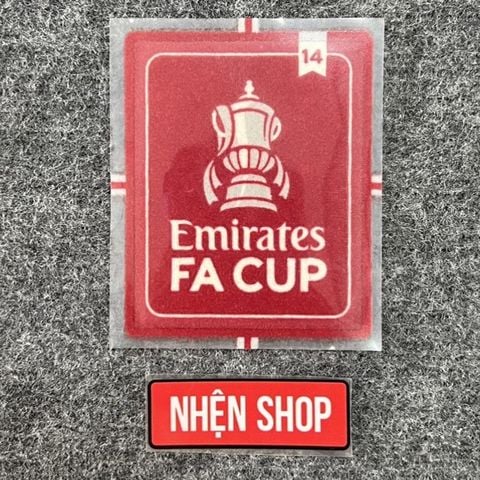 14
Emirates
FA CUP
NHỆN SHOP